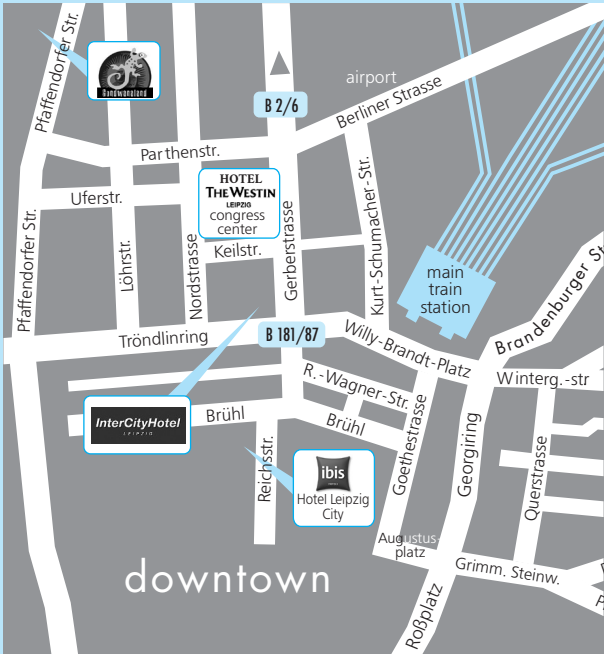 Pfaffendorfer Str.
Gondwanaland
airport
B 2/6
Berliner Strasse
Parthenstr.
HOTEL
THE WESTIN
LEIPZIG
congress
center
Uferstr.
Keilstr.
Pfaffendorfer Str.
Löhrstr.
Nordstrasse
Gerberstrasse
Kurt-Schumacher-Str.
main
train
station
Brandenburger St
Tröndlinring
B 181/87
Willy-Brandt-Platz
Winterg.-str
R.-Wagner-Str.
InterCityHotel
LEIPZIG
Brühl
Brühl
Goethestrasse
Georgiring
Querstrasse
Reichsstr.
ibis
HOTEL
Hotel Leipzig
City
Augustus-
platz
Grimm. Steinw.
downtown
Roßplatz